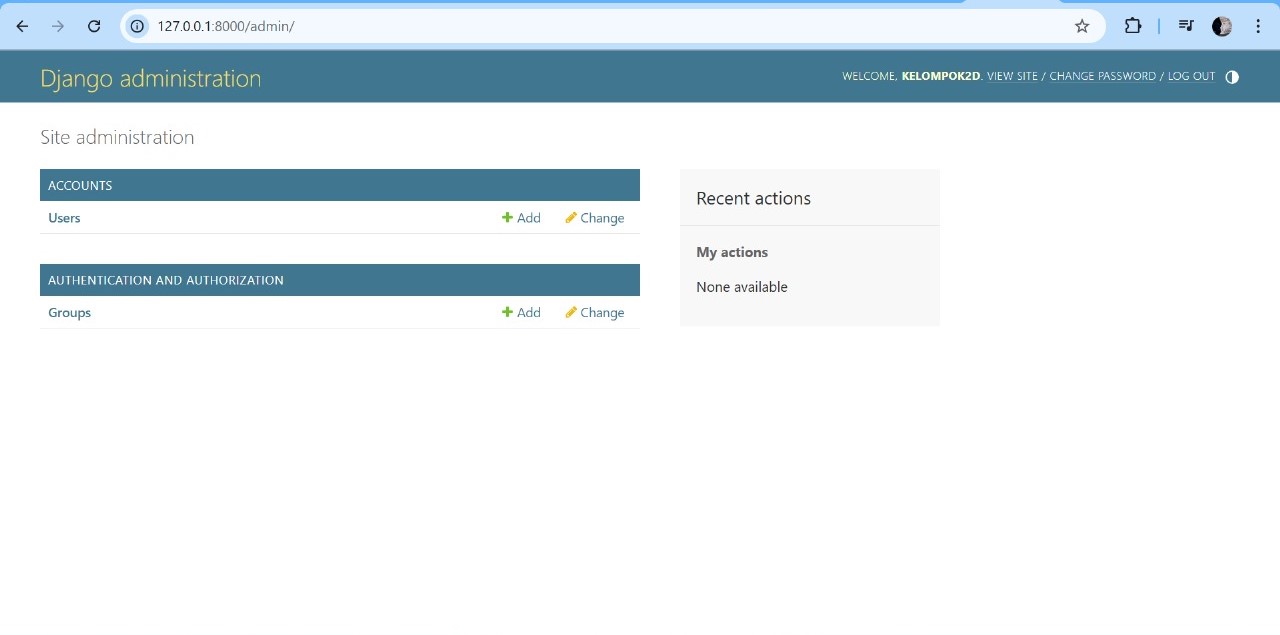 127.0.0.1:8000/admin/
Django administration
WELCOME, KELOMPOK2D. VIEW SITE / CHANGE PASSWORD / LOG OUT
Site administration
ACCOUNTS
Users Add Change
AUTHENTICATION AND AUTHORIZATION
Groups Add Change
Recent actions
My actions
None available